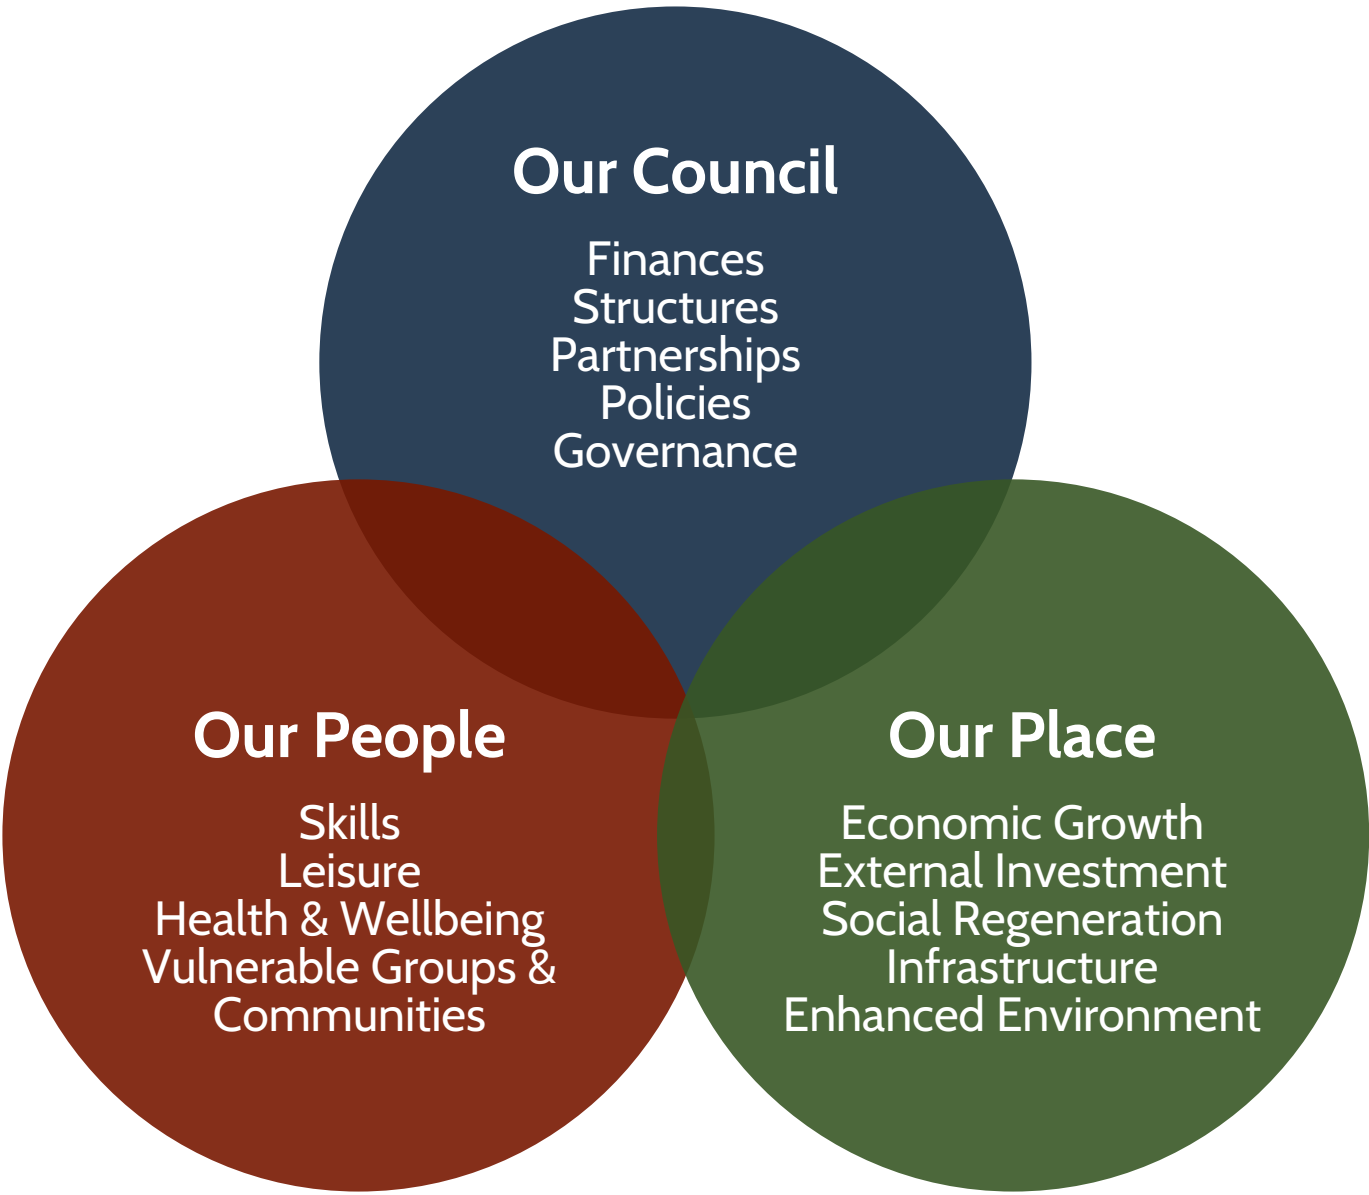 Our Council
Finances
Structures
Partnerships
Policies
Governance
Our People
Skills
Leisure
Health & Wellbeing
Vulnerable Groups &
Communities
Our Place
Economic Growth
External Investment
Social Regeneration
Infrastructure
Enhanced Environment